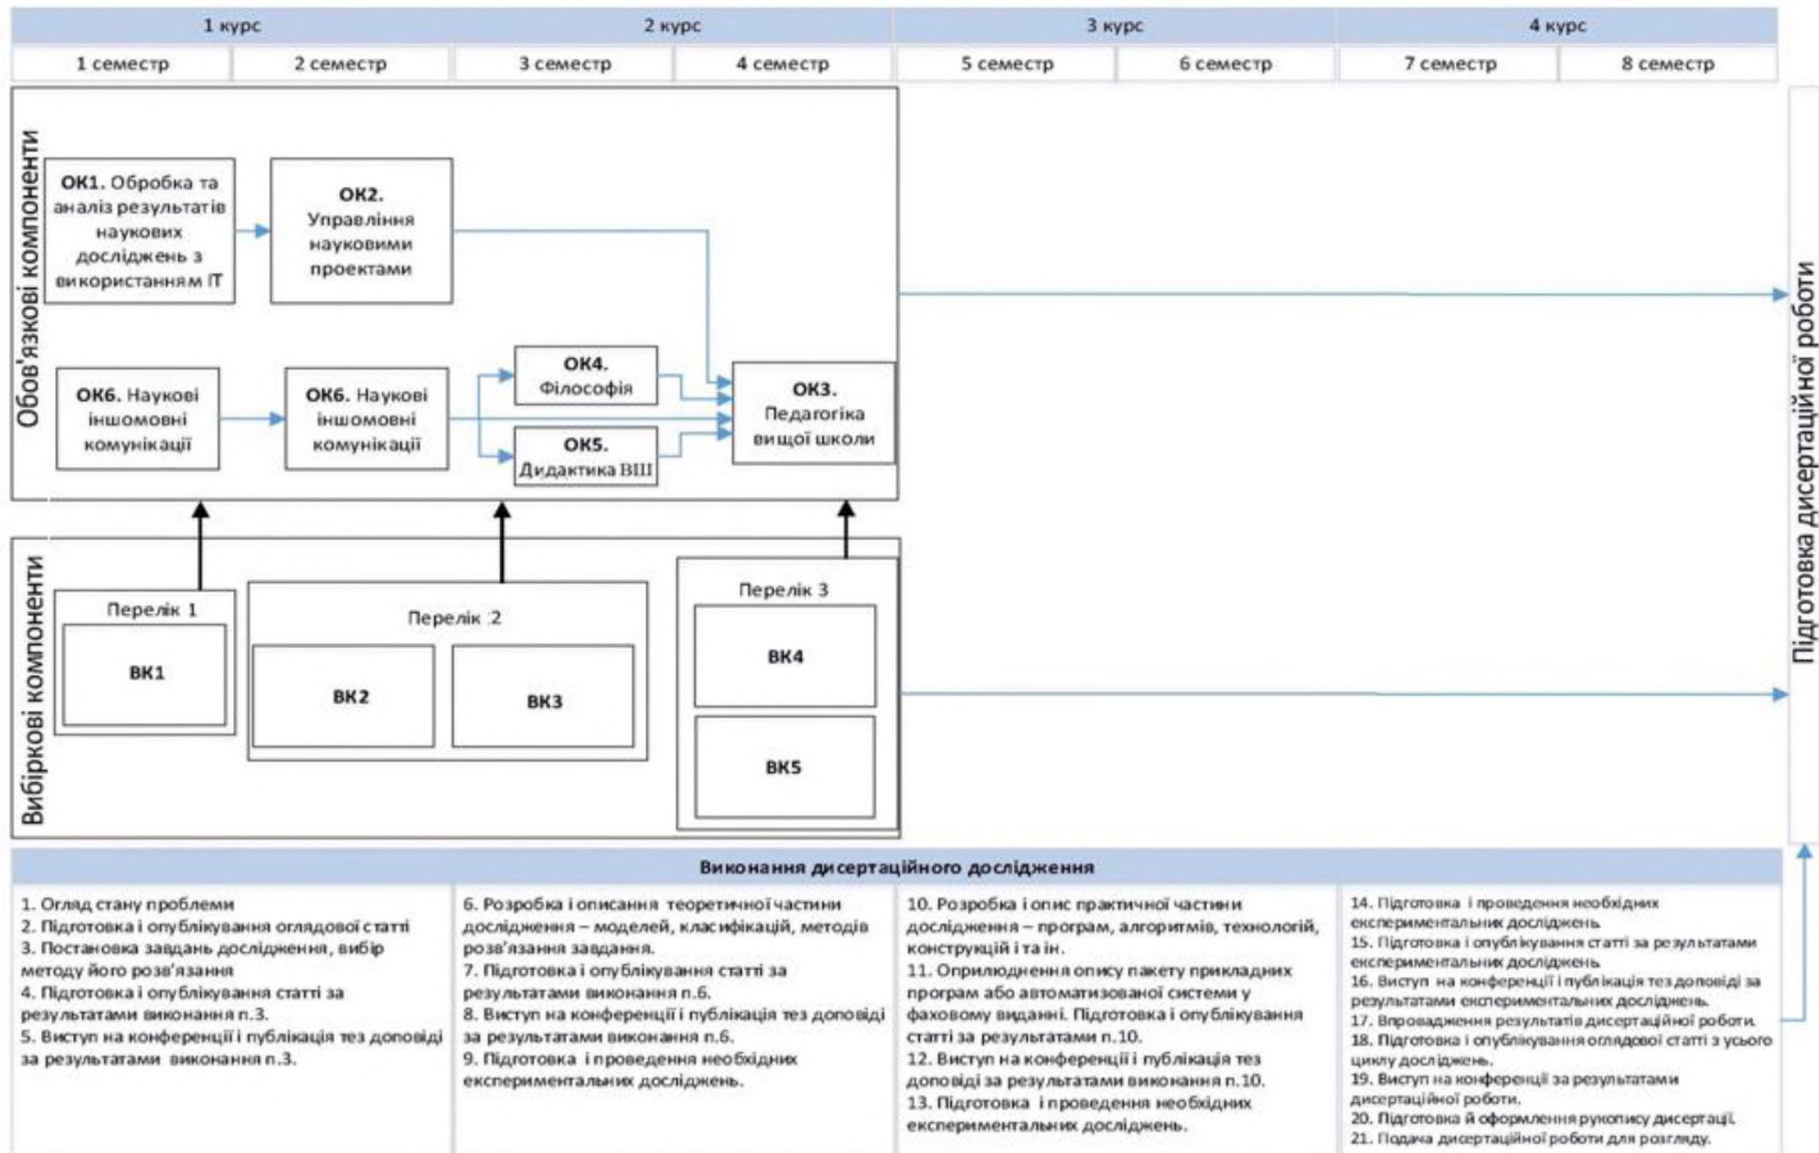 1 курс
2 курс
3 курс
4 курс
1 семестр
2 семестр
3 семестр
4 семестр
5 семестр
6 семестр
7 семестр
8 семестр
Обов'язкові компоненти
ОК1. Обробка та
аналіз результатів
наукових
досліджень з
використанням ІТ
ОК2.
Управління
науковими
проектами
ОК6. Наукові
іншомовні
комунікації
ОК6. Наукові
іншомовні
комунікації
ОК4.
Філософія
ОК5.
Дидактика ВШ
ОК3.
Педагогіка
вищої школи
Підготовка дисертаційної роботи
Вибіркові компоненти
Перелік 1
ВК1
Перелік :2
ВК2
ВК3
Перелік 3
ВК4
ВК5
Виконання дисертаційного дослідження
1. Огляд стану проблеми
2. Підготовка і опублікування оглядової статті
3. Постановка завдань дослідження, вибір
методу його розв'язання
4. Підготовка і опублікування статті за
результатами виконання п.3.
5. Виступ на конференції і публікація тез доповіді
за результатами виконання п.3.
6. Розробка і описання теоретичної частини
дослідження – моделей, класифікацій, методів
розв'язання завдання.
7. Підготовка і опублікування статті за
результатами виконання п.6.
8. Виступ на конференції і публікація тез доповіді
за результатами виконання п.6.
9. Підготовка і проведення необхідних
експериментальних досліджень.
10. Розробка і опис практичної частини
дослідження – програм, алгоритмів, технологій,
конструкцій і та ін.
11. Оприлюднення опису пакету прикладних
програм або автоматизованої системи у
фаховому виданні. Підготовка і опублікування
статті за результатами п.10.
12. Виступ на конференції і публікація тез
доповіді за результатами виконання п.10.
13. Підготовка і проведення необхідних
експериментальних досліджень.
14. Підготовка і проведення необхідних
експериментальних досліджень.
15. Підготовка і опублікування статті за результатами
експериментальних досліджень.
16. Виступ на конференції і публікація тез доповіді за
результатами експериментальних досліджень.
17. Впровадження результатів дисертаційної роботи.
18. Підготовка і опублікування оглядової статті з усього
циклу досліджень.
19. Виступ на конференції за результатами
дисертаційної роботи.
20. Підготовка й оформлення рукопису дисертації.
21. Подача дисертаційної роботи для розгляду.